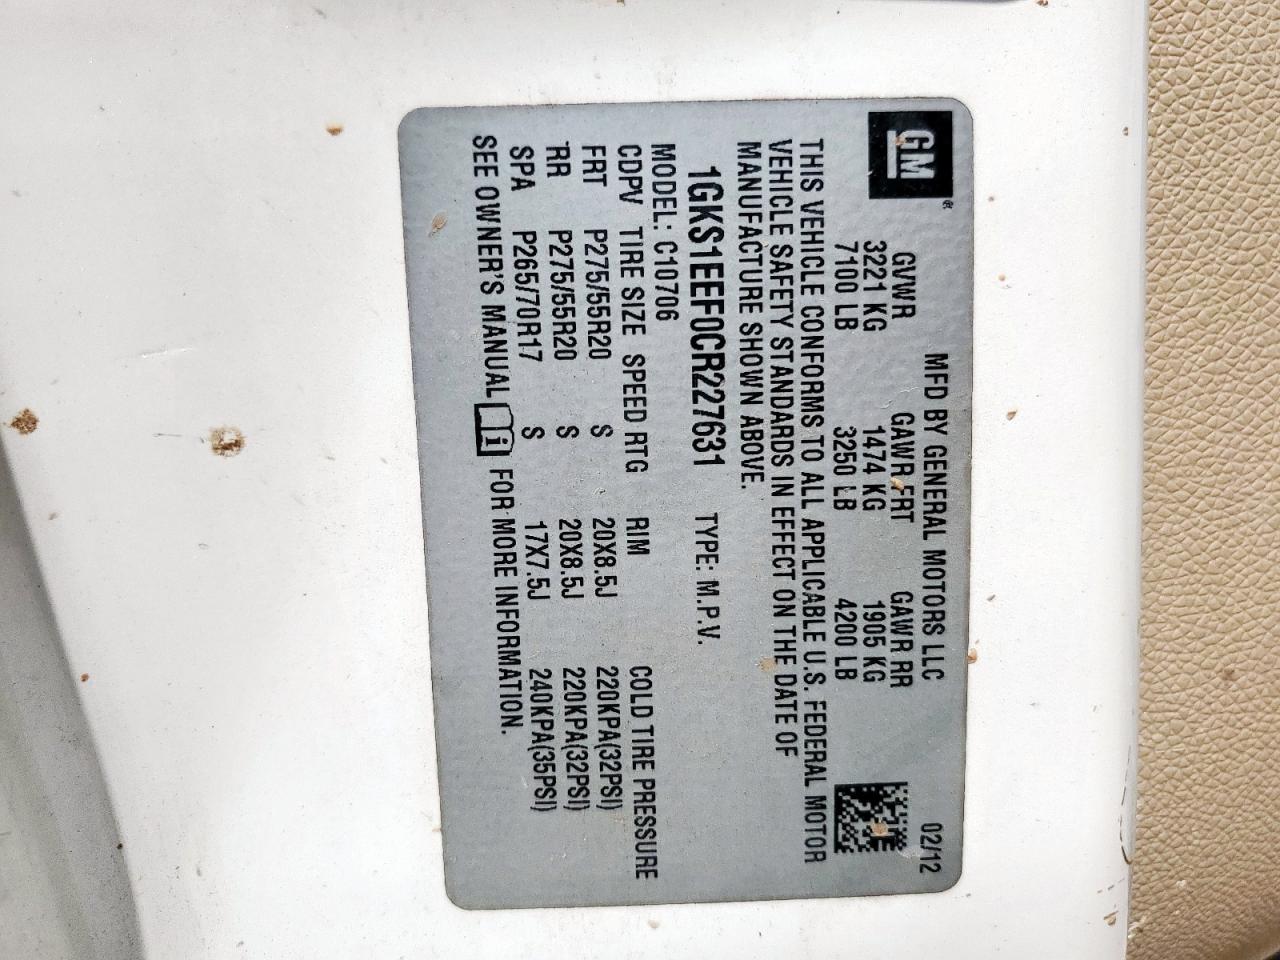 GM
MFD BY GENERAL MOTORS LLC 02/12
GVWR GAWR FRT GAWR RR
3221 KG 1474 KG 1905 KG
7100 LB 3250 LB 4200 LB
THIS VEHICLE CONFORMS TO ALL APPLICABLE U.S. FEDERAL MOTOR
VEHICLE SAFETY STANDARDS IN EFFECT ON THE DATE OF
MANUFACTURE SHOWN ABOVE.
1GKS1EEF0CR227631 TYPE: M.P.V.
MODEL: C10706
CDPV TIRE SIZE SPEED RTG RIM COLD TIRE PRESSURE
FRT P275/55R20 S 20X8.5J 220KPA(32PSI)
RR P275/55R20 S 20X8.5J 220KPA(32PSI)
SPA P265/70R17 S 17X7.5J 240KPA(35PSI)
SEE OWNER'S MANUAL i FOR MORE INFORMATION.